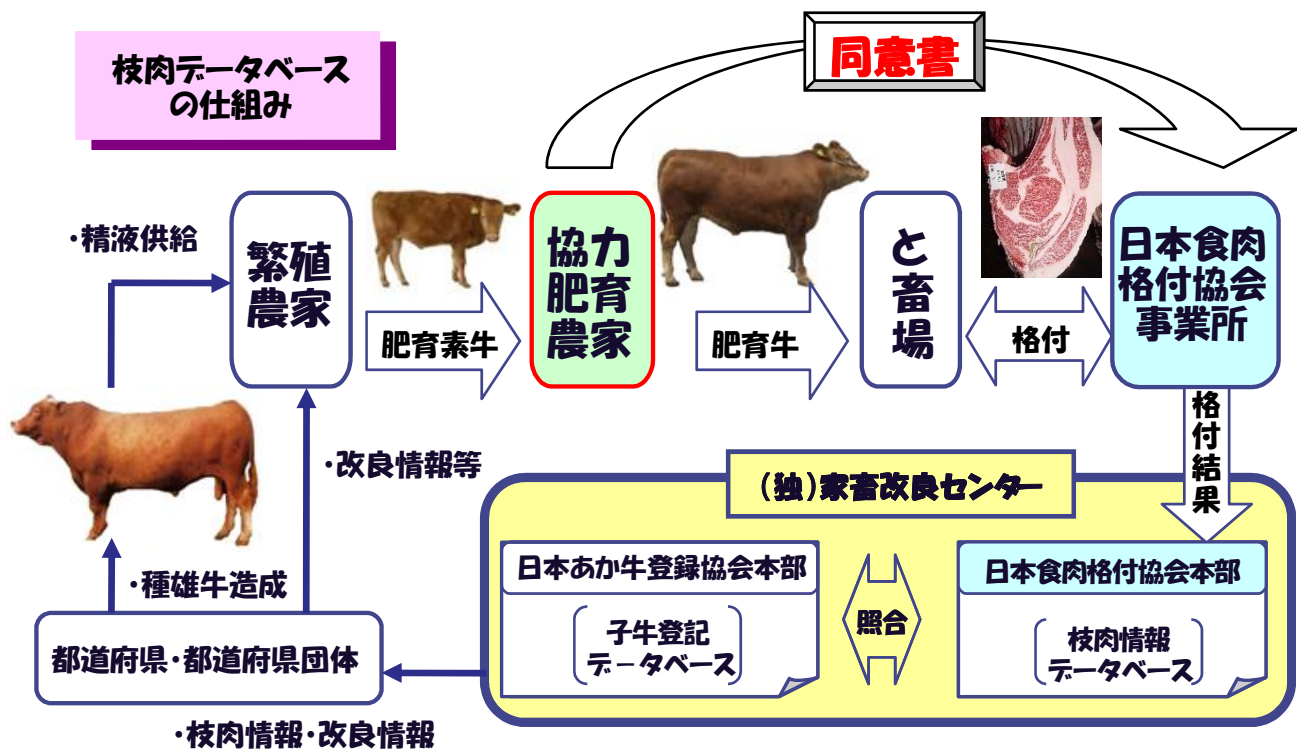 枝肉データベース
の仕組み
同意書
・精液供給
繁殖
農家
肥育素牛
協力
肥育
農家
肥育牛
と
畜
場
格付
日本食肉
格付協会
事業所
格付結果
・改良情報等
(独)家畜改良センター
日本あか牛登録協会本部
子牛登記
データベース
照合
日本食肉格付協会本部
枝肉情報
データベース
・種雄牛造成
都道府県・都道府県団体
・枝肉情報・改良情報